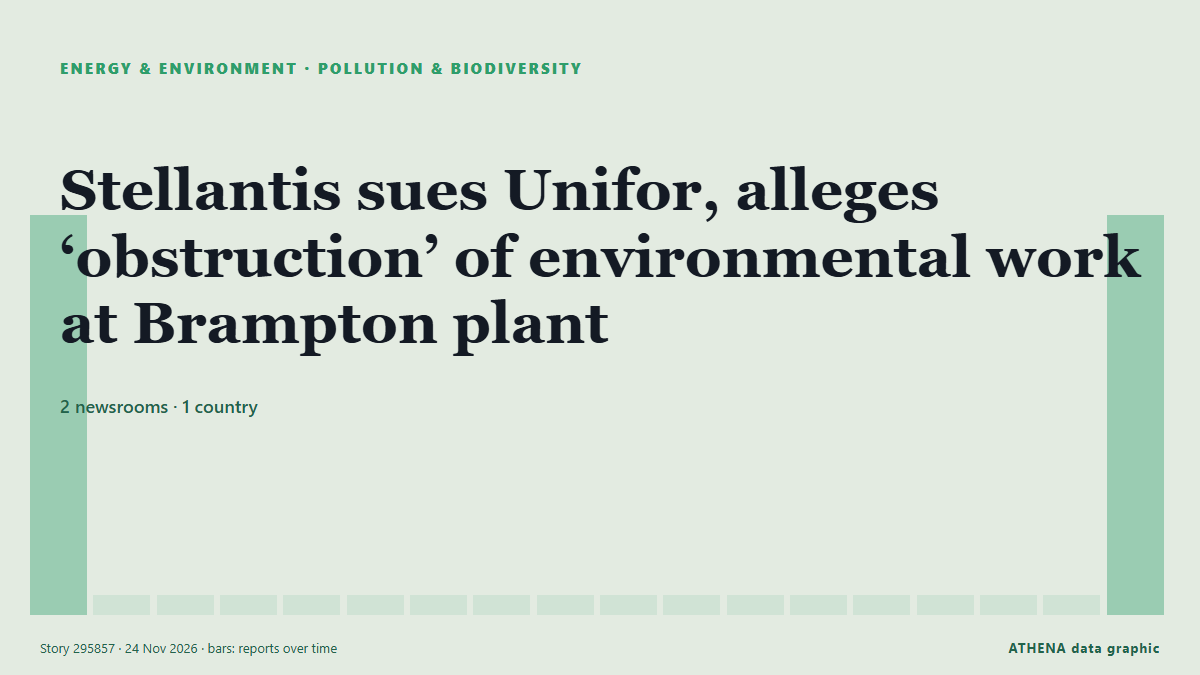 ENERGY & ENVIRONMENT · POLLUTION & BIODIVERSITY
Stellantis sues Unifor, alleges
‘obstruction’ of environmental work
at Brampton plant
2 newsrooms · 1 country
Story 295857 · 24 Nov 2026 · bars: reports over time
ATHENA data graphic